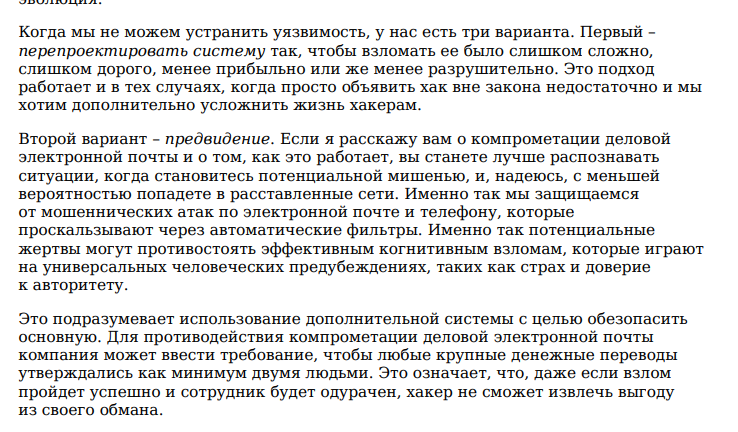 эволюция.
Когда мы не можем устранить уязвимость, у нас есть три варианта. Первый –
перепроектировать систему так, чтобы взломать ее было слишком сложно,
слишком дорого, менее прибыльно или же менее разрушительно. Это подход
работает и в тех случаях, когда просто объявить хак вне закона недостаточно и мы
хотим дополнительно усложнить жизнь хакерам.
Второй вариант – предвидение. Если я расскажу вам о компрометации деловой
электронной почты и о том, как это работает, вы станете лучше распознавать
ситуации, когда становитесь потенциальной мишенью, и, надеюсь, с меньшей
вероятностью попадете в расставленные сети. Именно так мы защищаемся
от мошеннических атак по электронной почте и телефону, которые
проскальзывают через автоматические фильтры. Именно так потенциальные
жертвы могут противостоять эффективным когнитивным взломам, которые играют
на универсальных человеческих предубеждениях, таких как страх и доверие
к авторитету.
Это подразумевает использование дополнительной системы с целью обезопасить
основную. Для противодействия компрометации деловой электронной почты
компания может ввести требование, чтобы любые крупные денежные переводы
утверждались как минимум двумя людьми. Это означает, что, даже если взлом
пройдет успешно и сотрудник будет одурачен, хакер не сможет извлечь выгоду
из своего обмана.